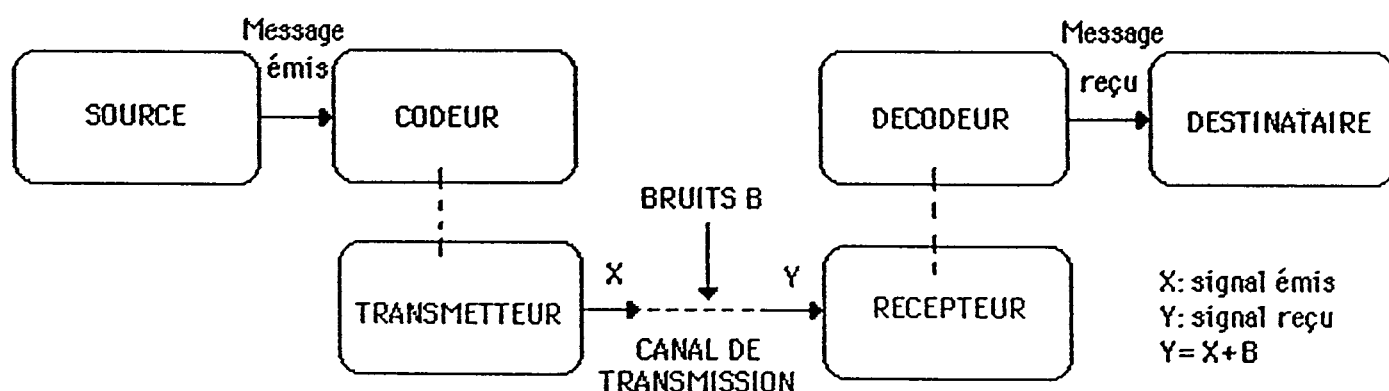 Message
émis
SOURCE
CODEUR
Message
reçu
DECODEUR
DESTINATAIRE
BRUITS B
TRANSMETTEUR
X
Y
CANAL DE
TRANSMISSION
RECEPTEUR
X: signal émis
Y: signal reçu
Y= X+B